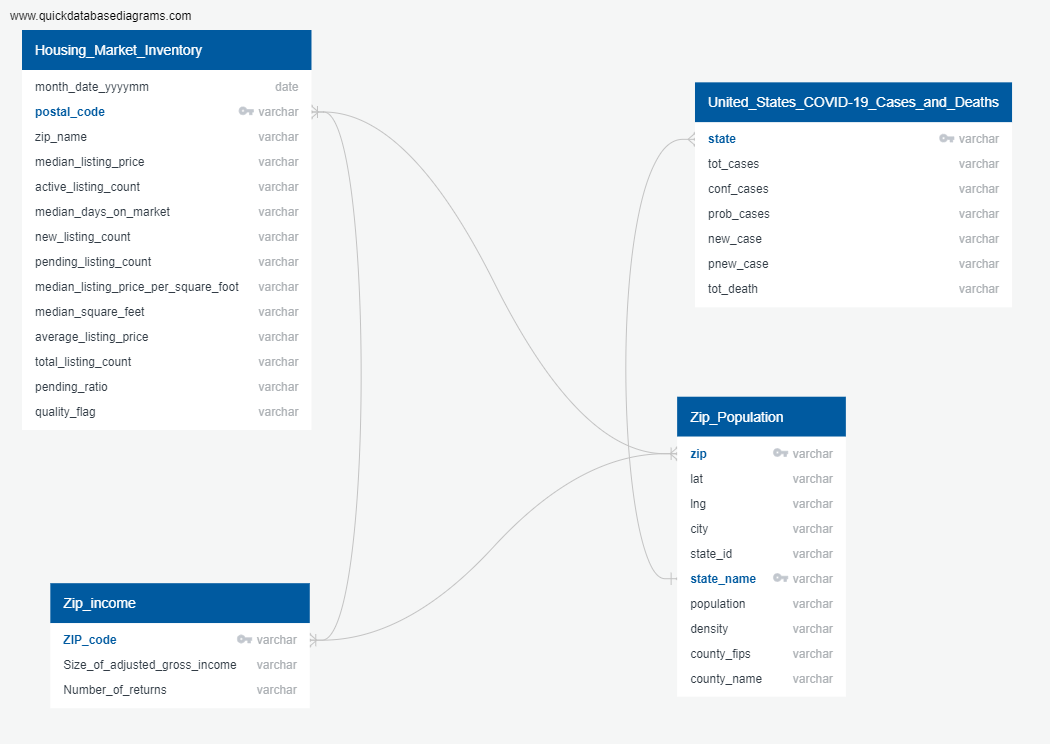 www.quickdatabasediagrams.com
Housing_Market_Inventory
month_date_yyyymm date
postal_code varchar
zip_name varchar
median_listing_price varchar
active_listing_count varchar
median_days_on_market varchar
new_listing_count varchar
pending_listing_count varchar
median_listing_price_per_square_foot varchar
median_square_feet varchar
average_listing_price varchar
total_listing_count varchar
pending_ratio varchar
quality_flag varchar
United_States_COVID-19_Cases_and_Deaths
state varchar
tot_cases varchar
conf_cases varchar
prob_cases varchar
new_case varchar
pnew_case varchar
tot_death varchar
Zip_Population
zip varchar
lat varchar
lng varchar
city varchar
state_id varchar
state_name varchar
population varchar
density varchar
county_fips varchar
county_name varchar
Zip_income
ZIP_code varchar
Size_of_adjusted_gross_income varchar
Number_of_returns varchar